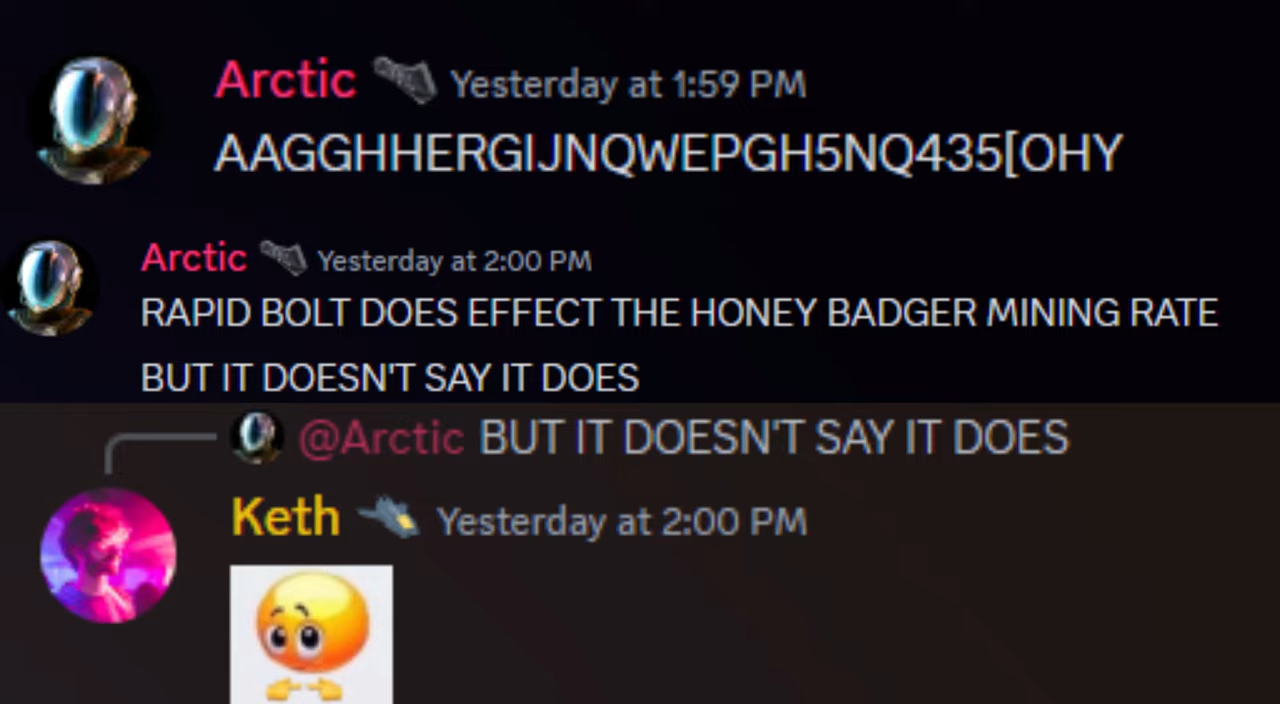 Arctic Yesterday at 1:59 PM
AAGGHHERGIJNQWEPGH5NQ435[OHY
Arctic Yesterday at 2:00 PM
RAPID BOLT DOES EFFECT THE HONEY BADGER MINING RATE
BUT IT DOESN'T SAY IT DOES
@Arctic BUT IT DOESN'T SAY IT DOES
Keth Yesterday at 2:00 PM